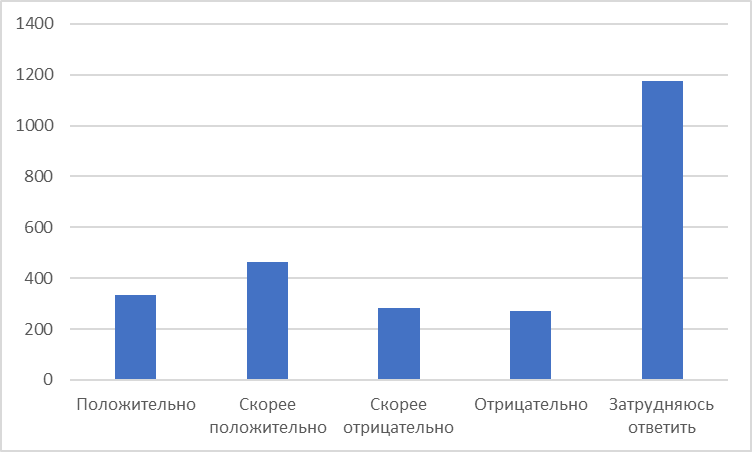 1400
1200
1000
800
600
400
200
0
Положительно
Скорее
положительно
Скорее
отрицательно
Отрицательно
Затрудняюсь
ответить